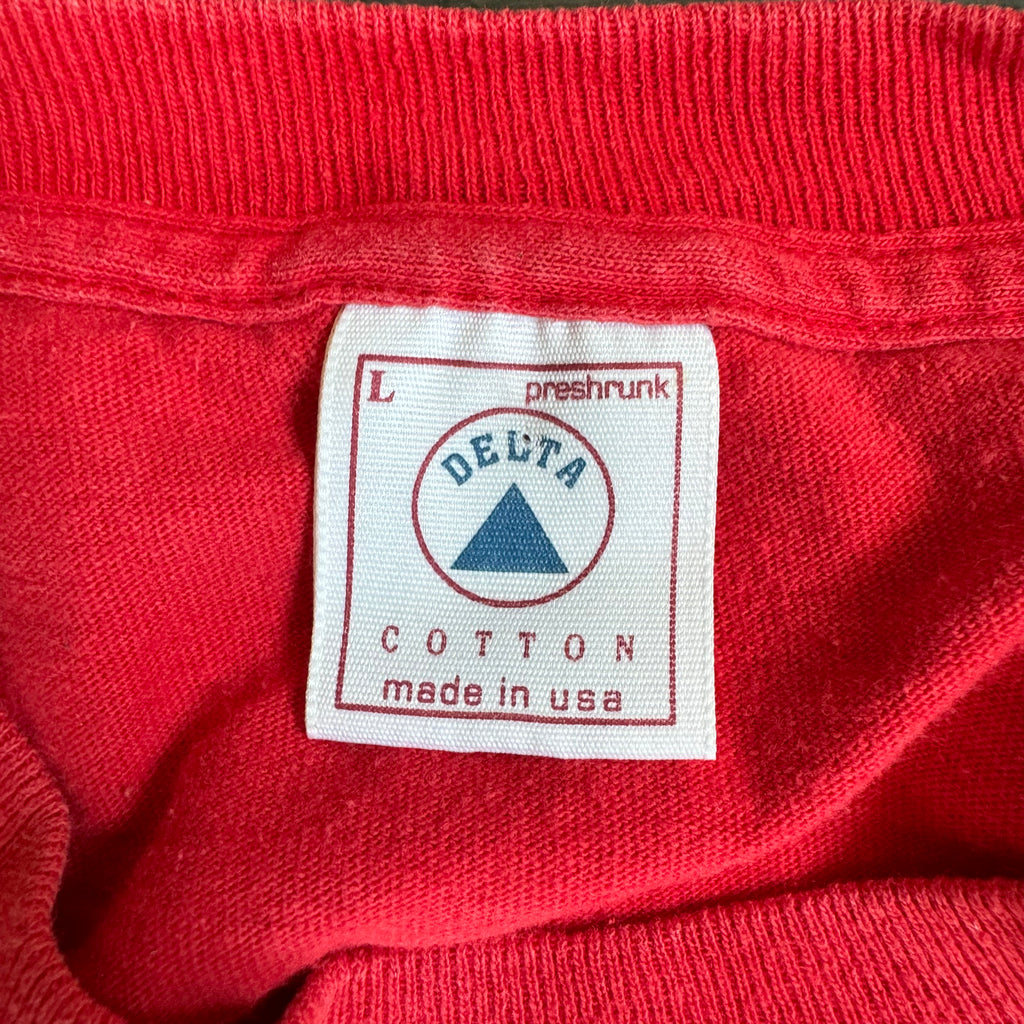 L preshrunk
DELTA
COTTON
made in usa